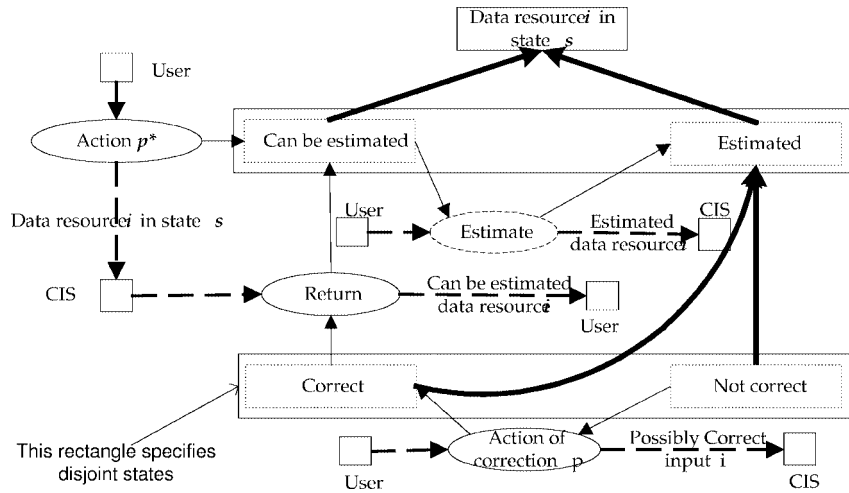 Data resource i in
state s
User
Action p*
Can be estimated
Estimated
Data resource i in state s
User
Estimate
Estimated
data resource i
CIS
CIS
Return
Can be estimated
data resource i
User
Correct
Not correct
This rectangle specifies
disjoint states
User
Action of
correction p
Possibly Correct
input i
CIS